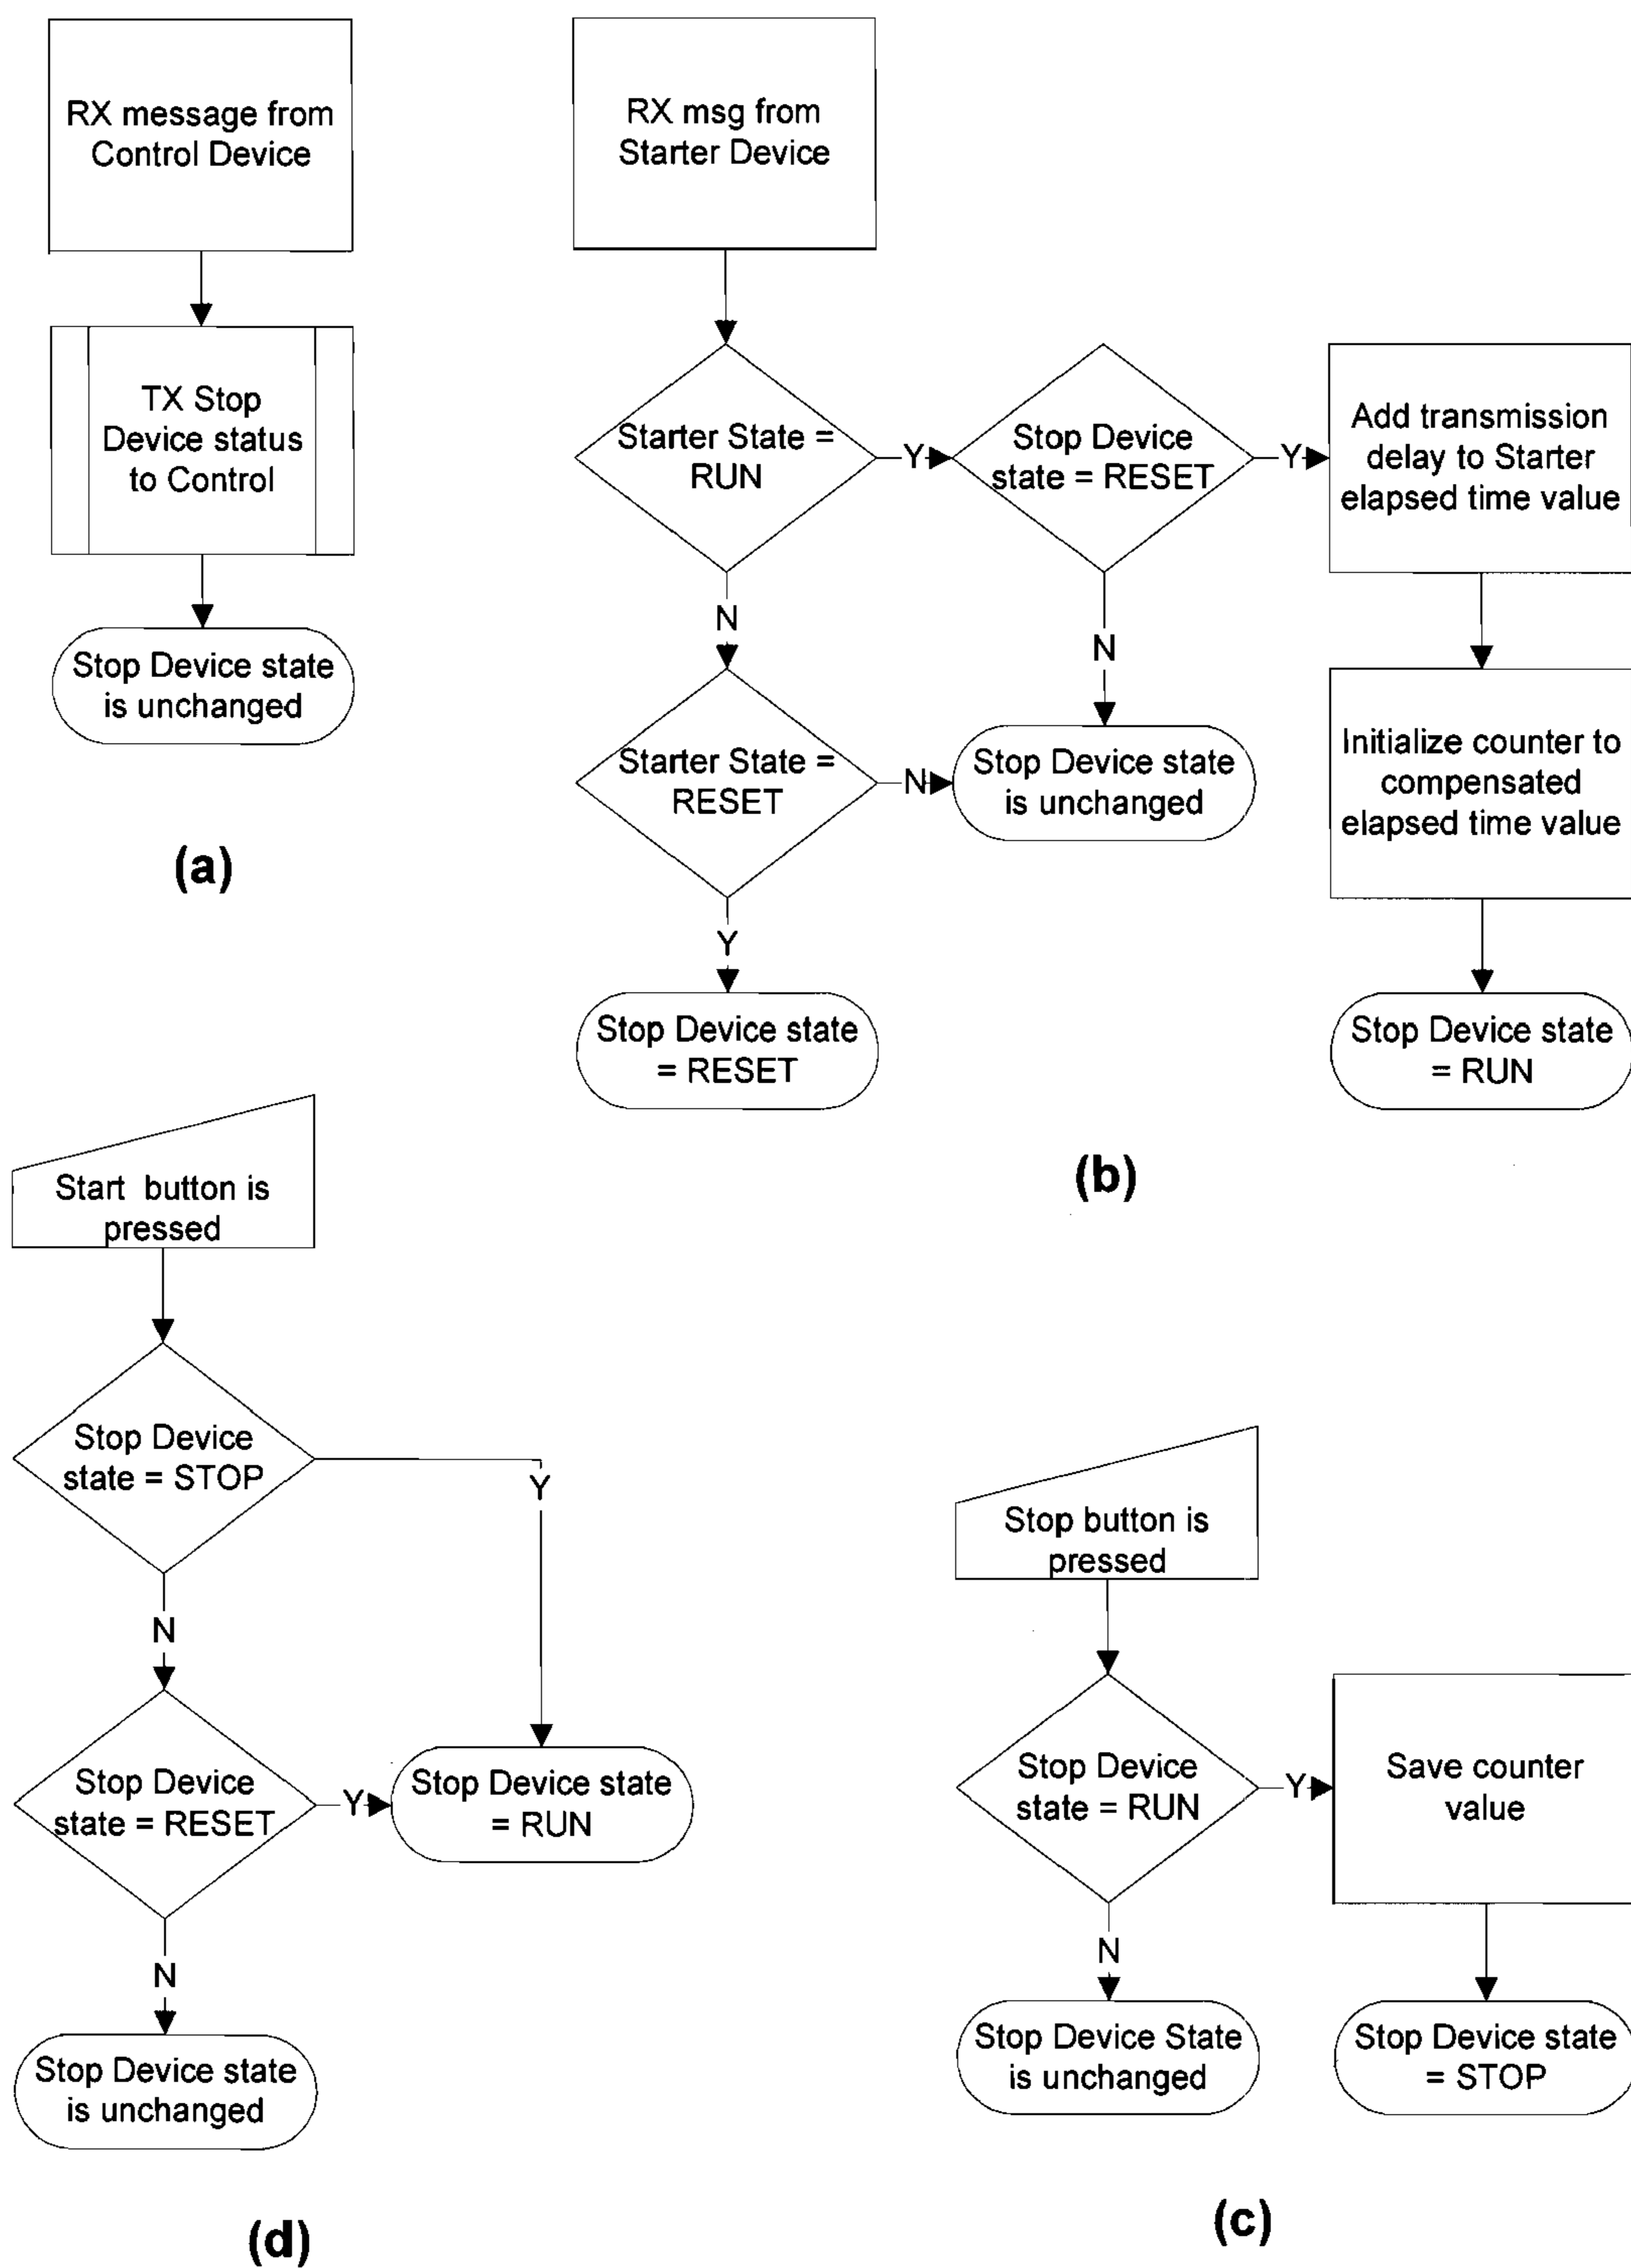 RX message from
Control Device
TX Stop
Device status
to Control
Stop Device state
is unchanged
(a)
RX msg from
Starter Device
Starter State =
RUN
Y
Stop Device
state = RESET
Y
Add transmission
delay to Starter
elapsed time value
N
N
Starter State =
RESET
N
Stop Device state
is unchanged
Initialize counter to
compensated
elapsed time value
Y
Stop Device state
= RESET
Stop Device state
= RUN
(b)
Start button is
pressed
Stop Device
state = STOP
Y
N
Stop Device
state = RESET
Y
Stop Device state
= RUN
N
Stop Device state
is unchanged
(d)
Stop button is
pressed
Stop Device
state = RUN
Y
Save counter
value
N
Stop Device State
is unchanged
Stop Device state
= STOP
(c)